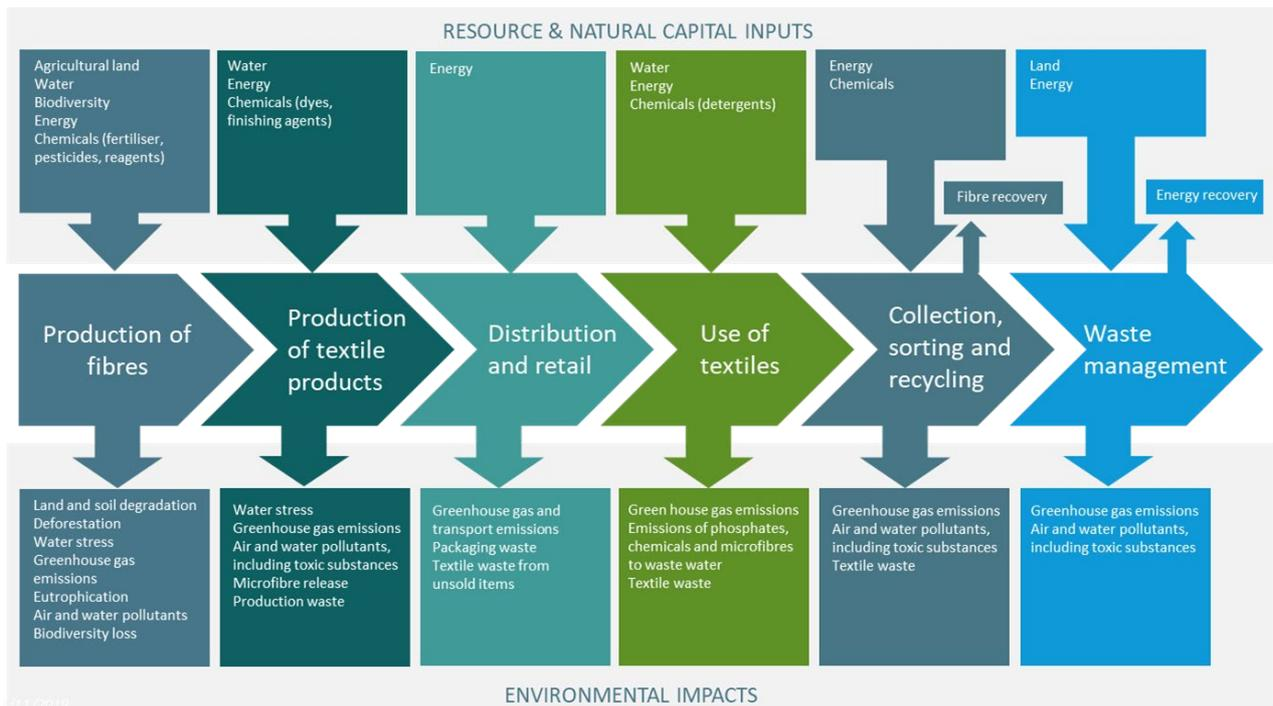 RESOURCE & NATURAL CAPITAL INPUTS
Agricultural land
Water
Biodiversity
Energy
Chemicals (fertiliser,
pesticides, reagents)
Water
Energy
Chemicals (dyes,
finishing agents)
Energy
Water
Energy
Chemicals (detergents)
Energy
Chemicals
Land
Energy
Fibre recovery
Energy recovery
Production of
fibres
Production
of textile
products
Distribution
and retail
Use of
textiles
Collection,
sorting and
recycling
Waste
management
Land and soil degradation
Deforestation
Water stress
Greenhouse gas
emissions
Eutrophication
Air and water pollutants
Biodiversity loss
Water stress
Greenhouse gas emissions
Air and water pollutants,
including toxic substances
Microfibre release
Production waste
Greenhouse gas and
transport emissions
Packaging waste
Textile waste from
unsold items
Green house gas emissions
Emissions of phosphates,
chemicals and microfibres
to waste water
Textile waste
Greenhouse gas emissions
Air and water pollutants,
including toxic substances
Textile waste
Greenhouse gas emissions
Air and water pollutants,
including toxic substances
ENVIRONMENTAL IMPACTS